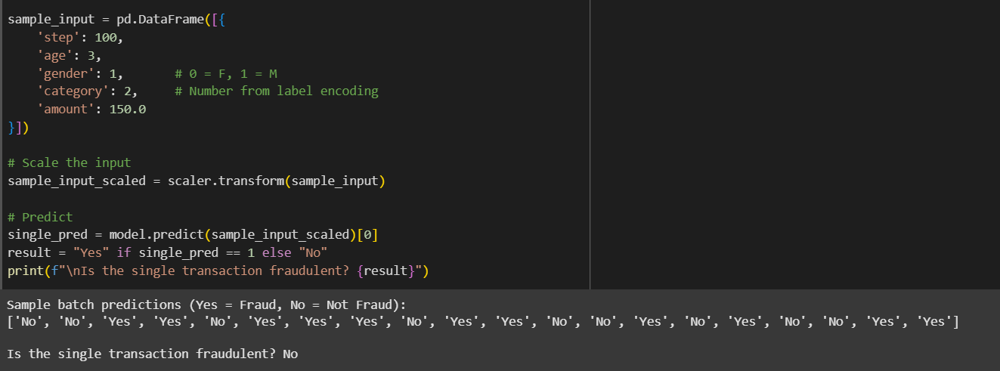 sample_input = pd.DataFrame([{
    'step': 100,
    'age': 3,
    'gender': 1,       # 0 = F, 1 = M
    'category': 2,     # Number from label encoding
    'amount': 150.0
}])
# Scale the input
sample_input_scaled = scaler.transform(sample_input)
# Predict
single_pred = model.predict(sample_input_scaled)[0]
result = "Yes" if single_pred == 1 else "No"
print(f"\nIs the single transaction fraudulent? {result}")
Sample batch predictions (Yes = Fraud, No = Not Fraud):
['No', 'No', 'Yes', 'Yes', 'No', 'Yes', 'Yes', 'Yes', 'No', 'Yes', 'Yes', 'No', 'No', 'Yes', 'No', 'Yes', 'No', 'No', 'Yes', 'Yes']
Is the single transaction fraudulent? No